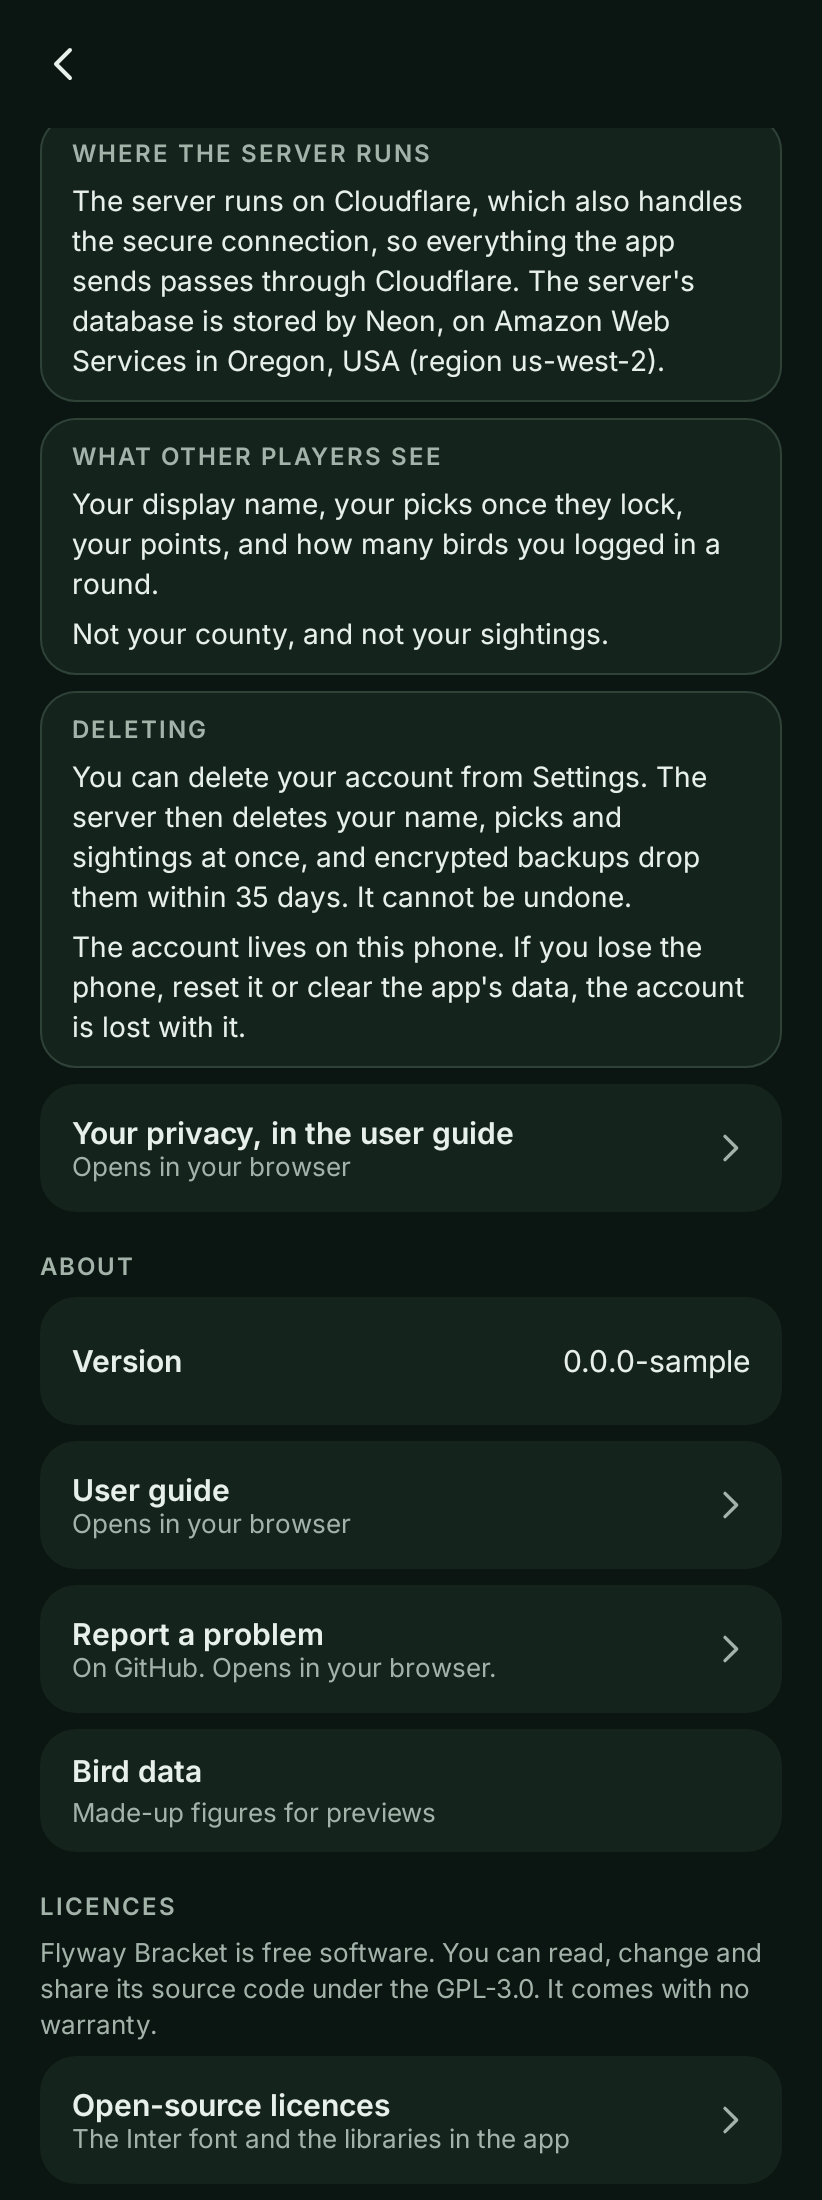 WHERE THE SERVER RUNS
The server runs on Cloudflare, which also handles
the secure connection, so everything the app
sends passes through Cloudflare. The server's
database is stored by Neon, on Amazon Web
Services in Oregon, USA (region us-west-2).
WHAT OTHER PLAYERS SEE
Your display name, your picks once they lock,
your points, and how many birds you logged in a
round.
Not your county, and not your sightings.
DELETING
You can delete your account from Settings. The
server then deletes your name, picks and
sightings at once, and encrypted backups drop
them within 35 days. It cannot be undone.
The account lives on this phone. If you lose the
phone, reset it or clear the app's data, the account
is lost with it.
Your privacy, in the user guide
Opens in your browser
ABOUT
Version 0.0.0-sample
User guide
Opens in your browser
Report a problem
On GitHub. Opens in your browser.
Bird data
Made-up figures for previews
LICENCES
Flyway Bracket is free software. You can read, change and
share its source code under the GPL-3.0. It comes with no
warranty.
Open-source licences
The Inter font and the libraries in the app